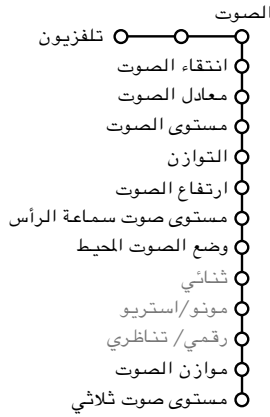 الصوت
تلفزيون
انتقاء الصوت
معادل الصوت
مستوى الصوت
التوازن
ارتفاع الصوت
مستوى صوت سماعة الرأس
وضع الصوت المحيط
ثنائي
مونو/استريو
رقمي/ تناظري
موازن الصوت
مستوى صوت ثلاثي